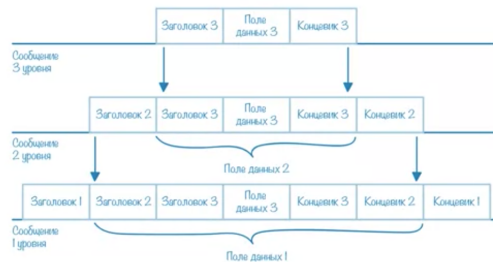 Заголовок 3 Поле данных 3 Концевик 3
Сообщение
3 уровня
Заголовок 2 Заголовок 3 Поле данных 3 Концевик 3 Концевик 2
Сообщение
2 уровня
Поле данных 2
Заголовок 1 Заголовок 2 Заголовок 3 Поле данных 3 Концевик 3 Концевик 2 Концевик 1
Сообщение
1 уровня
Поле данных 1